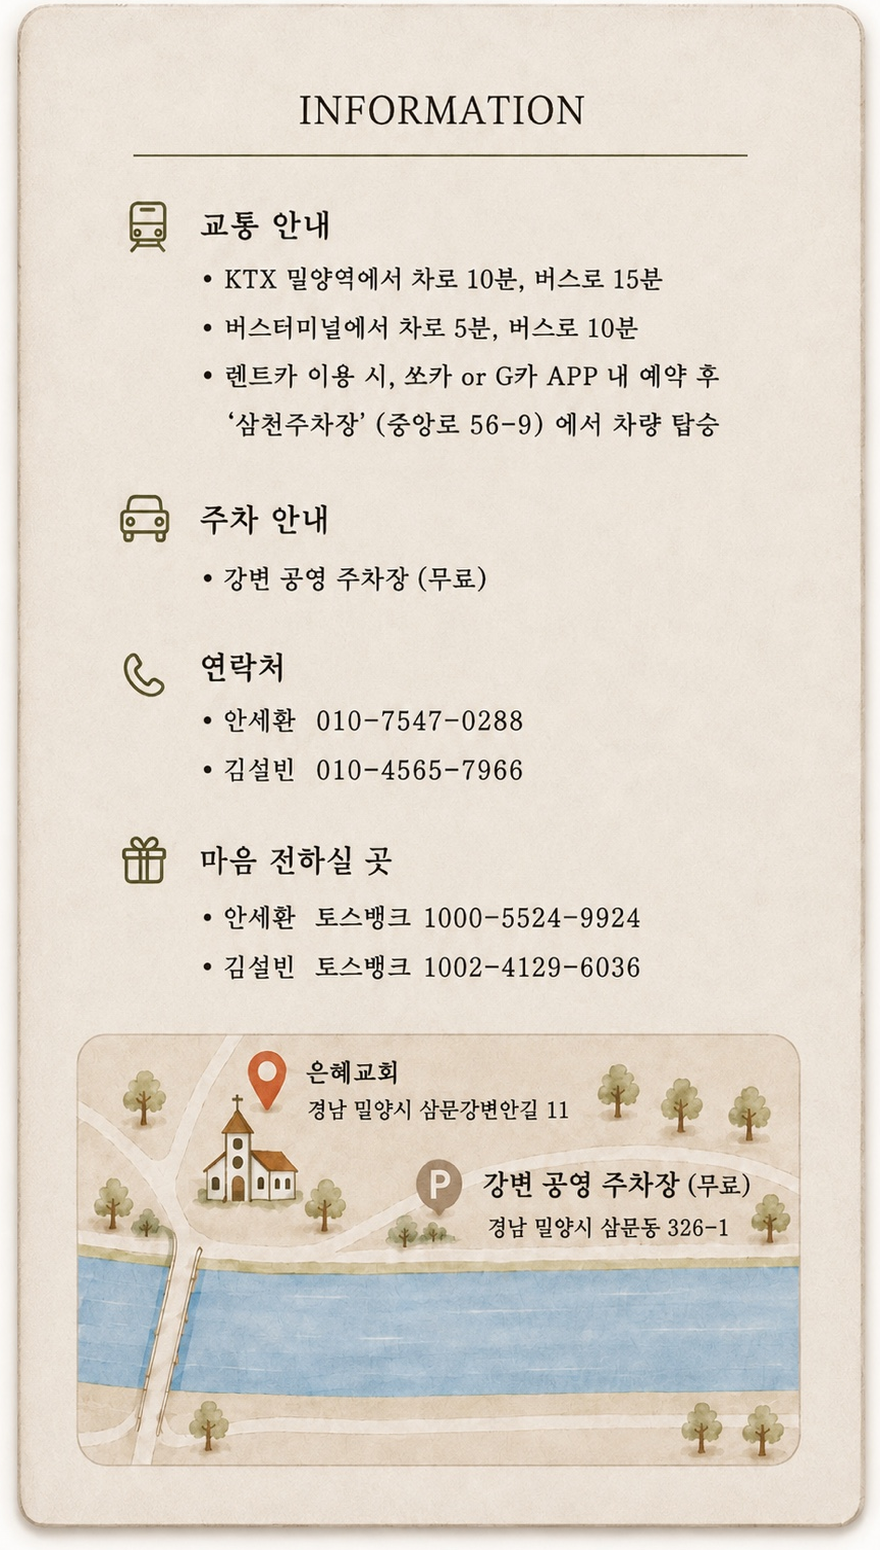 INFORMATION
교통 안내
• KTX 밀양역에서 차로 10분, 버스로 15분
• 버스터미널에서 차로 5분, 버스로 10분
• 렌트카 이용 시, 쏘카 or G카 APP 내 예약 후
‘삼천주차장’ (중앙로 56-9) 에서 차량 탑승
주차 안내
• 강변 공영 주차장 (무료)
연락처
• 안세환 010-7547-0288
• 김설빈 010-4565-7966
마음 전하실 곳
• 안세환 토스뱅크 1000-5524-9924
• 김설빈 토스뱅크 1002-4129-6036
은혜교회
경남 밀양시 삼문강변안길 11
P
강변 공영 주차장 (무료)
경남 밀양시 삼문동 326-1